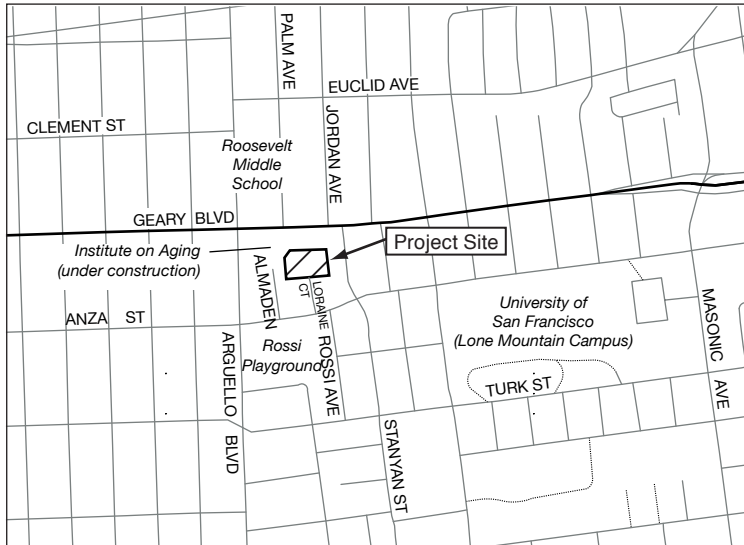 PALM AVE
EUCLID AVE
CLEMENT ST
JORDAN AVE
Roosevelt
Middle
School
GEARY BLVD
Project Site
Institute on Aging
(under construction)
ALMADEN
LORAINE
CT
ANZA ST
University of
San Francisco
(Lone Mountain Campus)
MASONIC AVE
ARGUELLO BLVD
Rossi
Playground
ROSSI AVE
TURK ST
STANYAN ST